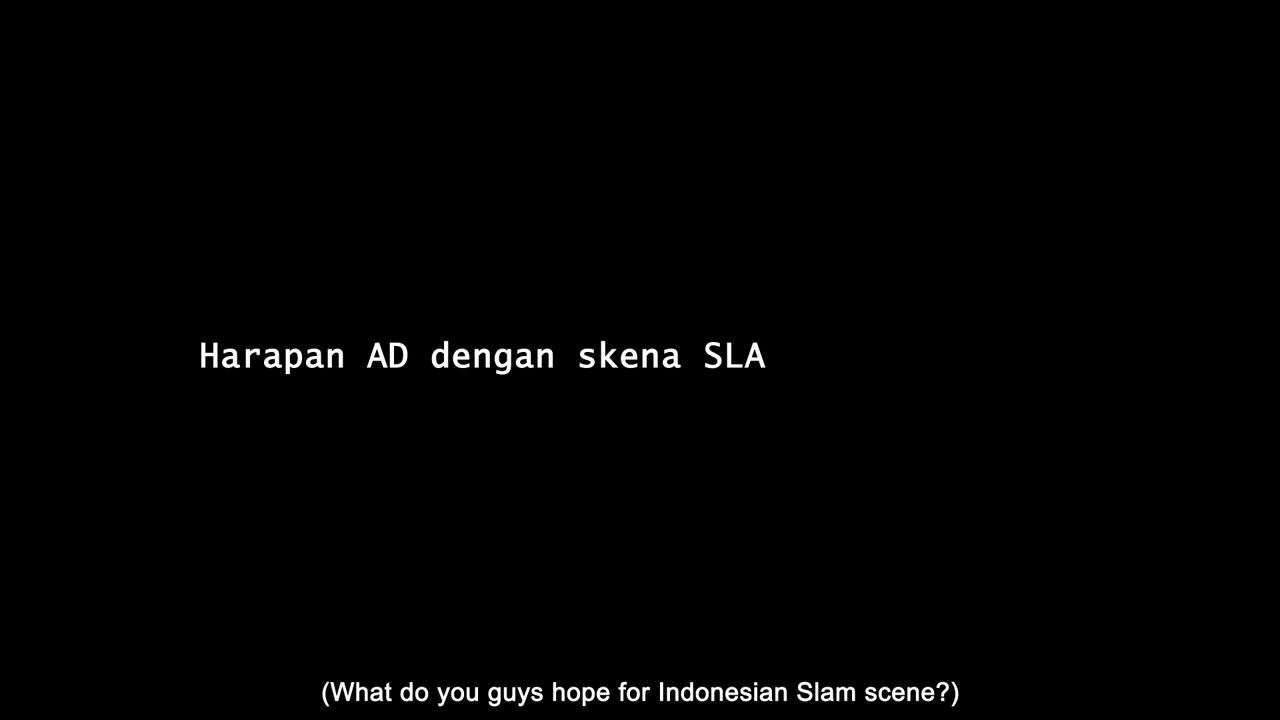 Harapan AD dengan skena SLA
(What do you guys hope for Indonesian Slam scene?)